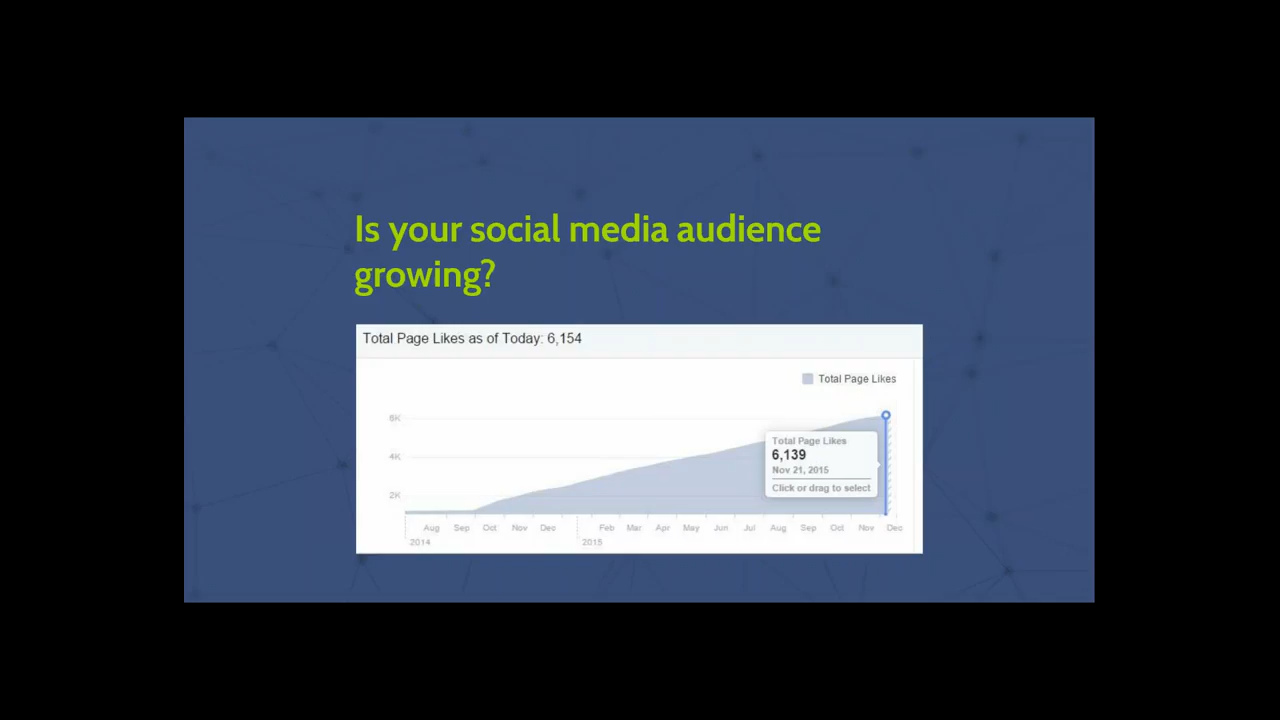 Is your social media audience
growing?
Total Page Likes as of Today: 6,154
Total Page Likes
6K
4K
2K
Total Page Likes
6,139
Nov 21, 2015
Click or drag to select
Aug Sep Oct Nov Dec Feb Mar Apr May Jun Jul Aug Sep Oct Nov Dec
2014 2015